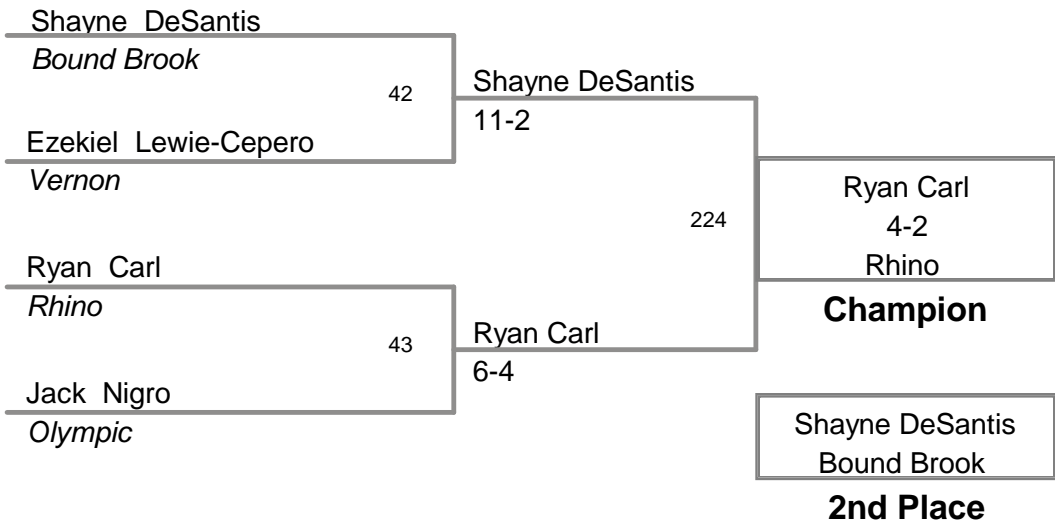 Shayne DeSantis
Bound Brook
42
Ezekiel Lewie-Cepero
Vernon
Shayne DeSantis
11-2
Ryan Carl
Rhino
43
Jack Nigro
Olympic
Ryan Carl
6-4
224
Ryan Carl
4-2
Rhino
Champion
Shayne DeSantis
Bound Brook
2nd Place